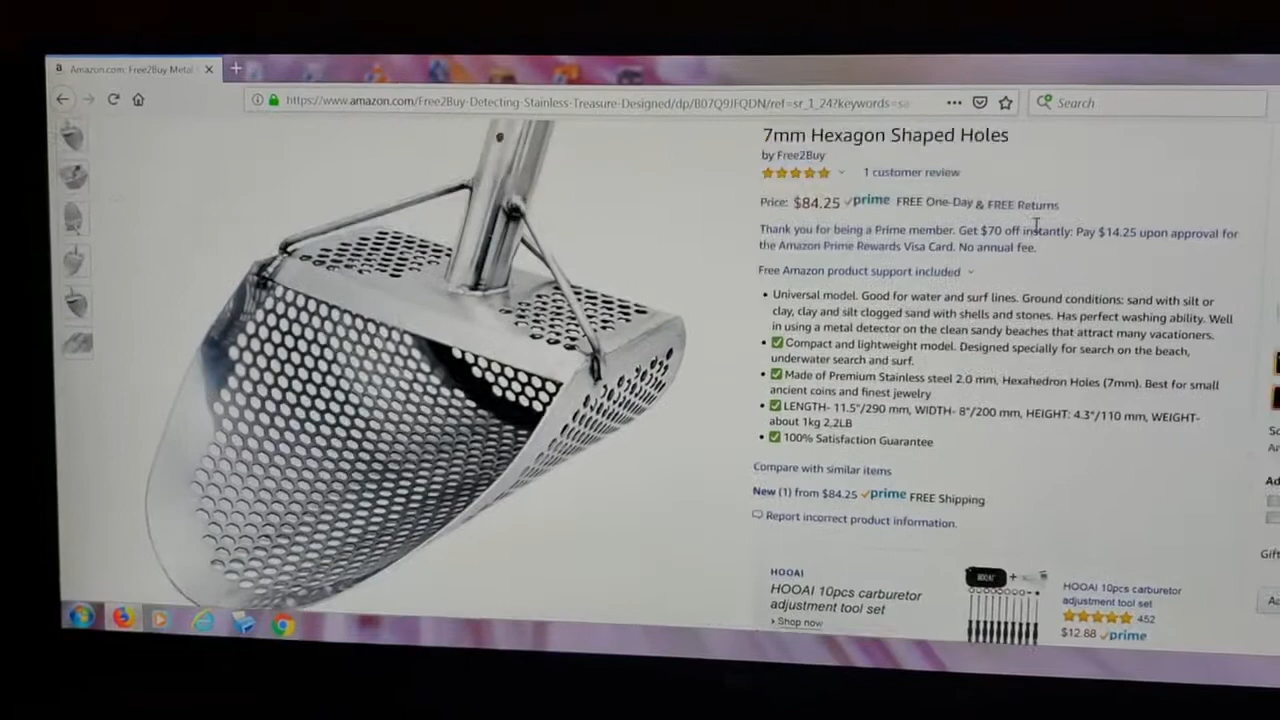 a Amazon.com: Free2Buy Metal
https://www.amazon.com/Free2Buy-Detecting-Stainless-Treasure-Designed/dp/B07Q9JFQDN/ref=sr_1_24?keywords=sa
Search
7mm Hexagon Shaped Holes
by Free2Buy
1 customer review
Price: $84.25 prime FREE One-Day & FREE Returns
Thank you for being a Prime member. Get $70 off instantly: Pay $14.25 upon approval for
the Amazon Prime Rewards Visa Card. No annual fee.
Free Amazon product support included
Universal model. Good for water and surf lines. Ground conditions: sand with silt or
clay, clay and silt clogged sand with shells and stones. Has perfect washing ability. Well
in using a metal detector on the clean sandy beaches that attract many vacationers.
Compact and lightweight model. Designed specially for search on the beach,
underwater search and surf.
Made of Premium Stainless steel 2.0 mm, Hexahedron Holes (7mm). Best for small
ancient coins and finest jewelry
LENGTH- 11.5"/290 mm, WIDTH- 8"/200 mm, HEIGHT: 4.3"/110 mm, WEIGHT-
about 1kg 2,2LB
100% Satisfaction Guarantee
Compare with similar items
New (1) from $84.25 prime FREE Shipping
Report incorrect product information.
HOOAI
HOOAI 10pcs carburetor
adjustment tool set
Shop now
HOOAI 10pcs carburetor
adjustment tool set
452
$12.88 prime
Ad
Gift